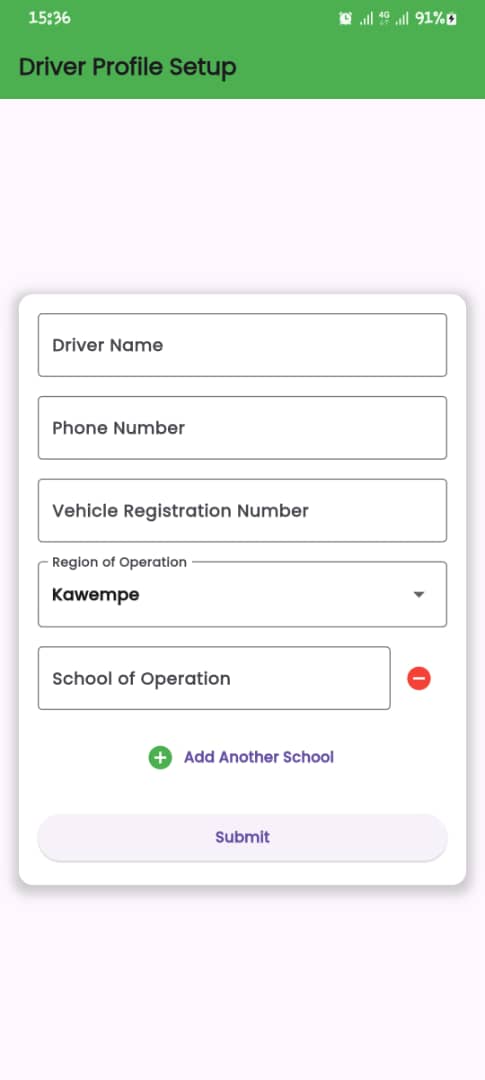 15:36
4G
91%
Driver Profile Setup
Driver Name
Phone Number
Vehicle Registration Number
Region of Operation
Kawempe
School of Operation
Add Another School
Submit